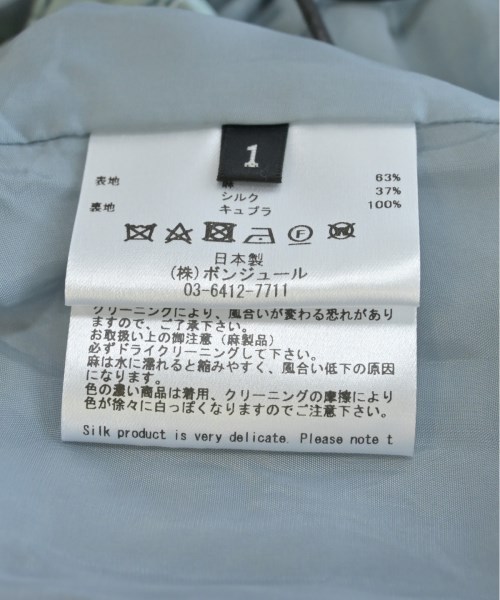 1
表地 麻 63%
シルク 37%
裏地 キュプラ 100%
日本製
(株)ボンジュール
03-6412-7711
クリーニングにより、風合いが変わる恐れがあり
ますので、ご了承下さい。
お取扱い上の御注意(麻製品)
必ずドライクリーニングして下さい。
麻は水に濡れると縮みやすく、風合い低下の原因
になります。
色の濃い商品は着用、クリーニングの摩擦により
色が徐々に白っぽくなりますのでご注意下さい。
Silk product is very delicate. Please note t